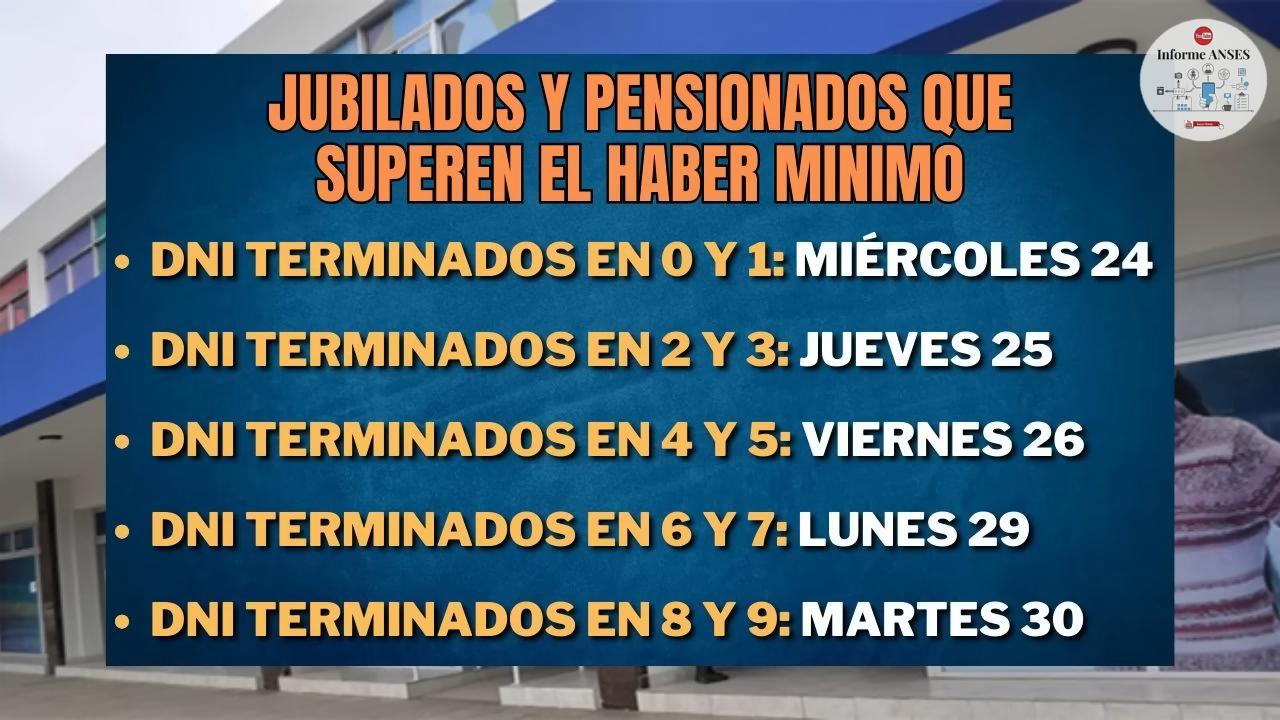 Informe ANSES
JUBILADOS Y PENSIONADOS QUE
SUPEREN EL HABER MINIMO
• DNI TERMINADOS EN 0 Y 1: MIÉRCOLES 24
• DNI TERMINADOS EN 2 Y 3: JUEVES 25
• DNI TERMINADOS EN 4 Y 5: VIERNES 26
• DNI TERMINADOS EN 6 Y 7: LUNES 29
• DNI TERMINADOS EN 8 Y 9: MARTES 30